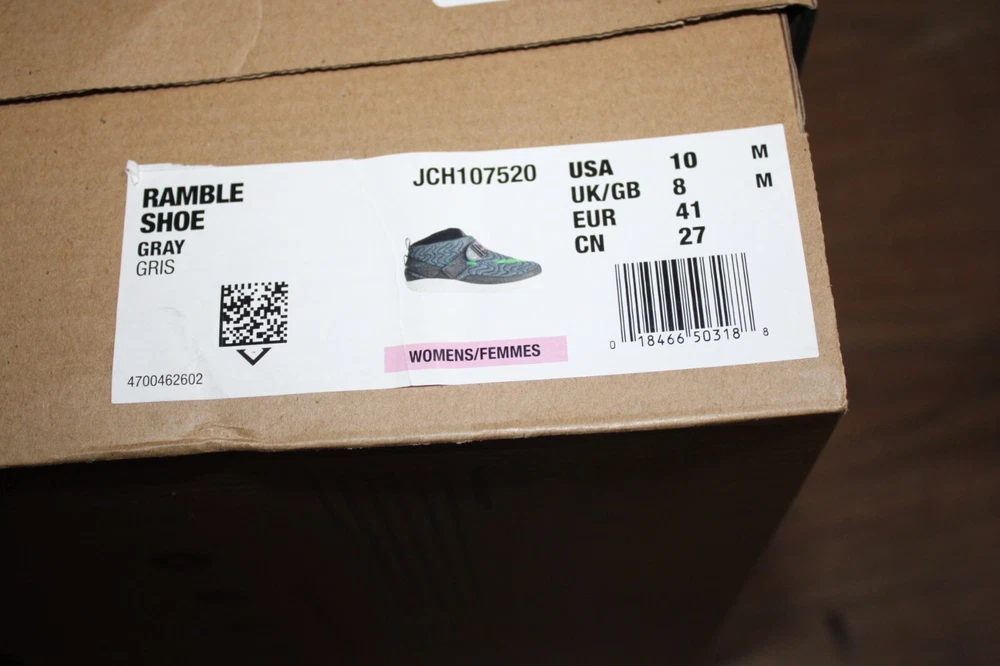 RAMBLE
SHOE
GRAY
GRIS
4700462602
JCH107520
WOMENS/FEMMES
USA 10 M
UK/GB 8 M
EUR 41
CN 27
0 18466 50318 8